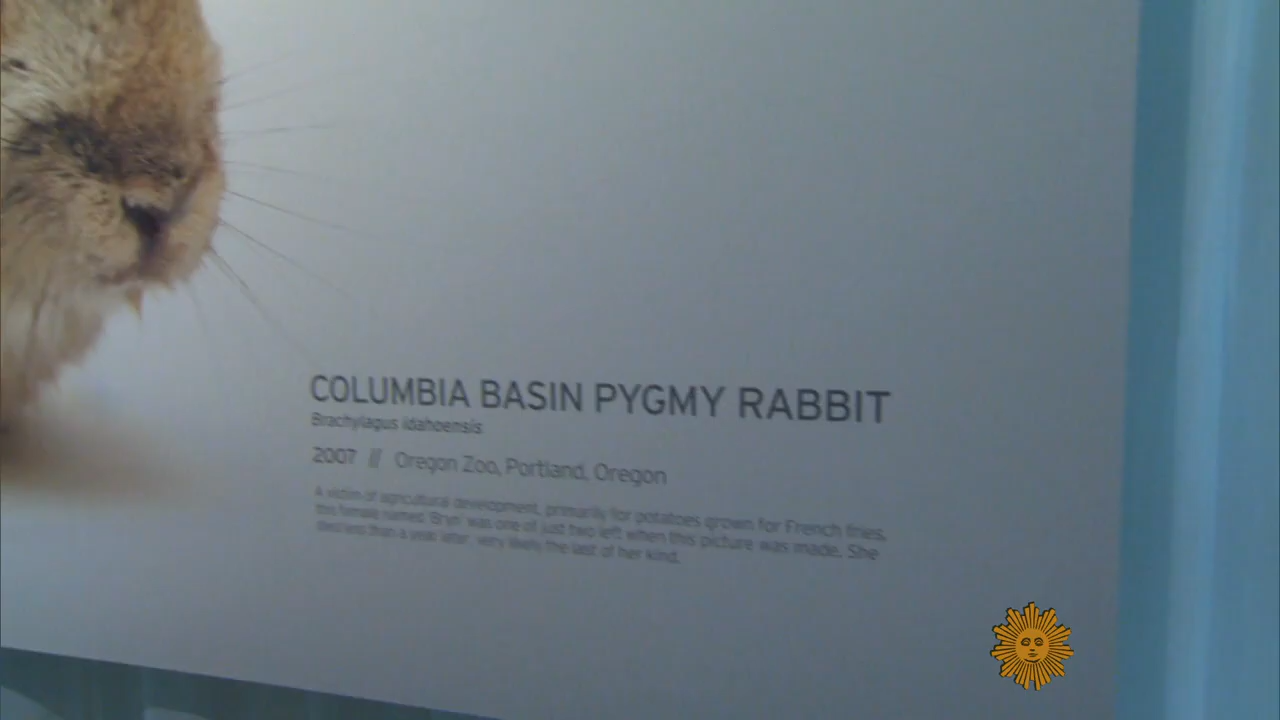 COLUMBIA BASIN PYGMY RABBIT
Brachylagus idahoensis
2007 // Oregon Zoo, Portland, Oregon
A victim of agricultural development, primarily for potatoes grown for French fries,
this female named "Bryn" was one of just two left when this picture was made. She
died less than a year later, very likely the last of her kind.